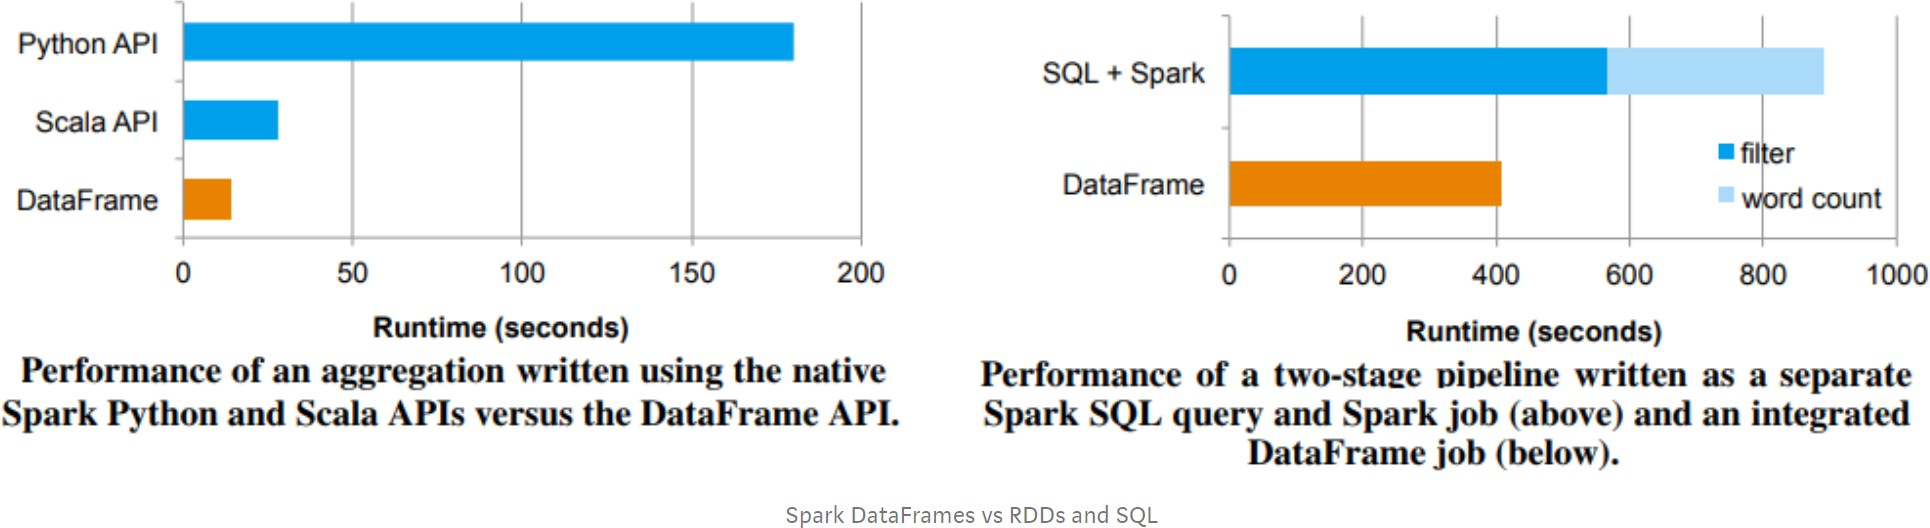 Python API
Scala API
DataFrame
0 50 100 150 200
Runtime (seconds)
Performance of an aggregation written using the native
Spark Python and Scala APIs versus the DataFrame API.
SQL + Spark
DataFrame
filter
word count
0 200 400 600 800 1000
Runtime (seconds)
Performance of a two-stage pipeline written as a separate
Spark SQL query and Spark job (above) and an integrated
DataFrame job (below).
Spark DataFrames vs RDDs and SQL